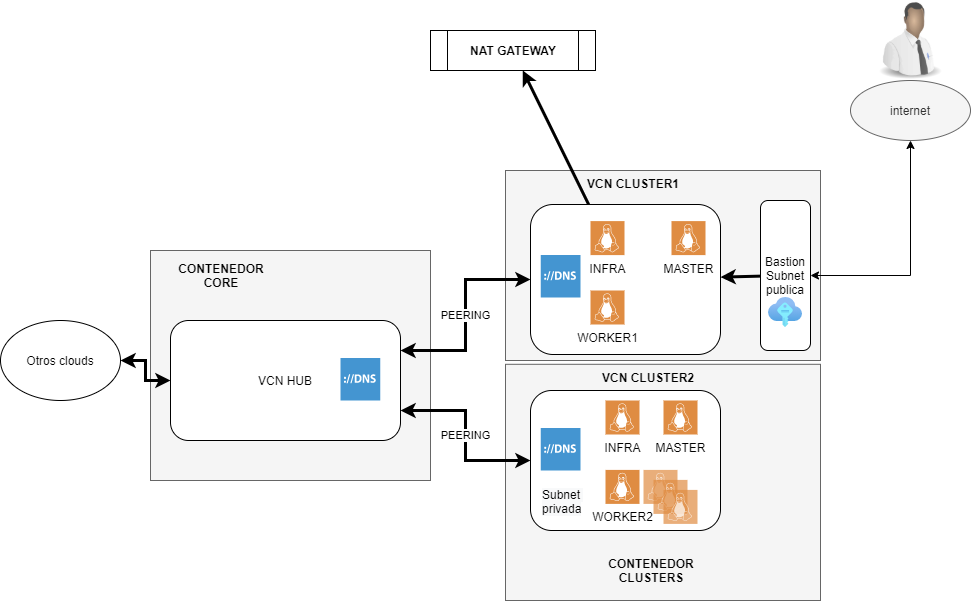 NAT GATEWAY
internet
VCN CLUSTER1
://DNS
INFRA
MASTER
WORKER1
Bastion
Subnet
publica
CONTENEDOR
CORE
PEERING
Otros clouds
VCN HUB
://DNS
VCN CLUSTER2
PEERING
://DNS
INFRA
MASTER
Subnet
privada
WORKER2
CONTENEDOR
CLUSTERS